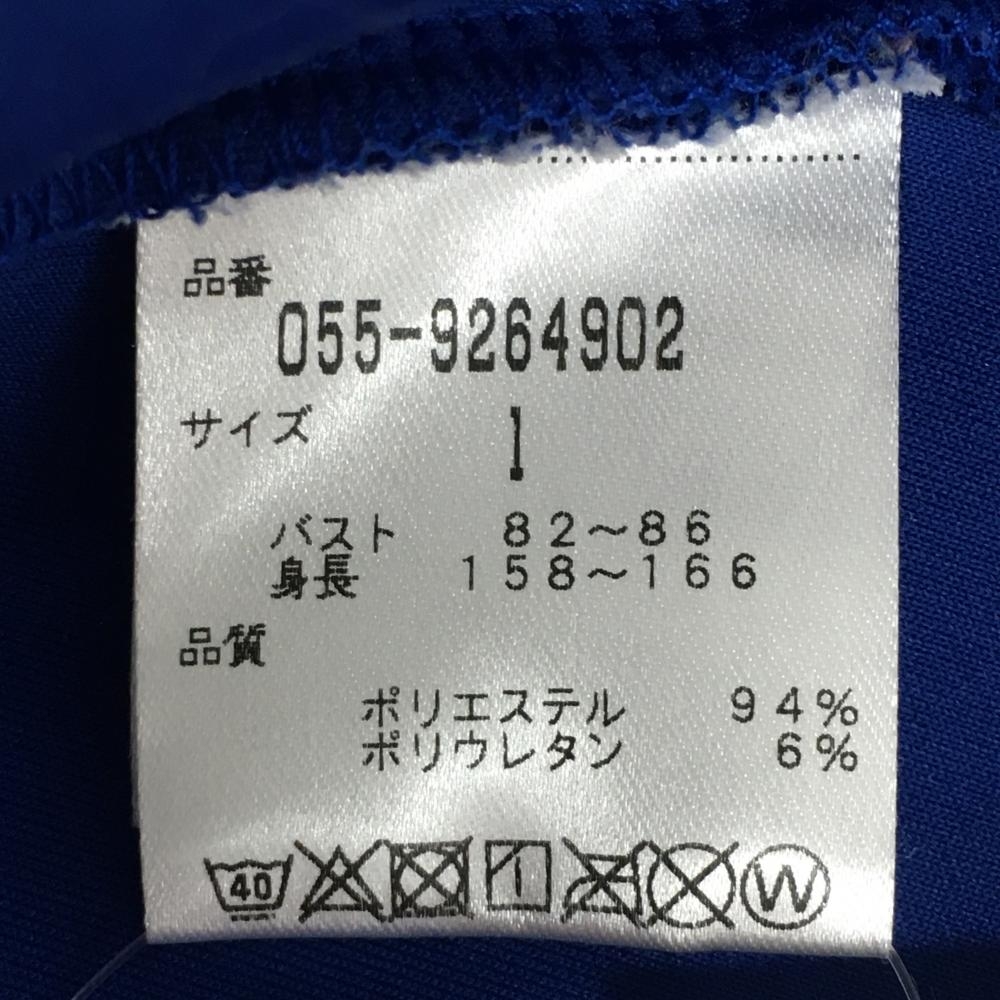 品番
055-9264902
サイズ 1
バスト 82〜86
身長 158〜166
品質
ポリエステル 94%
ポリウレタン 6%
40 W